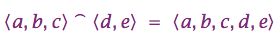 ⟨a, b, c⟩ ⌢ ⟨d, e⟩ = ⟨a, b, c, d, e⟩